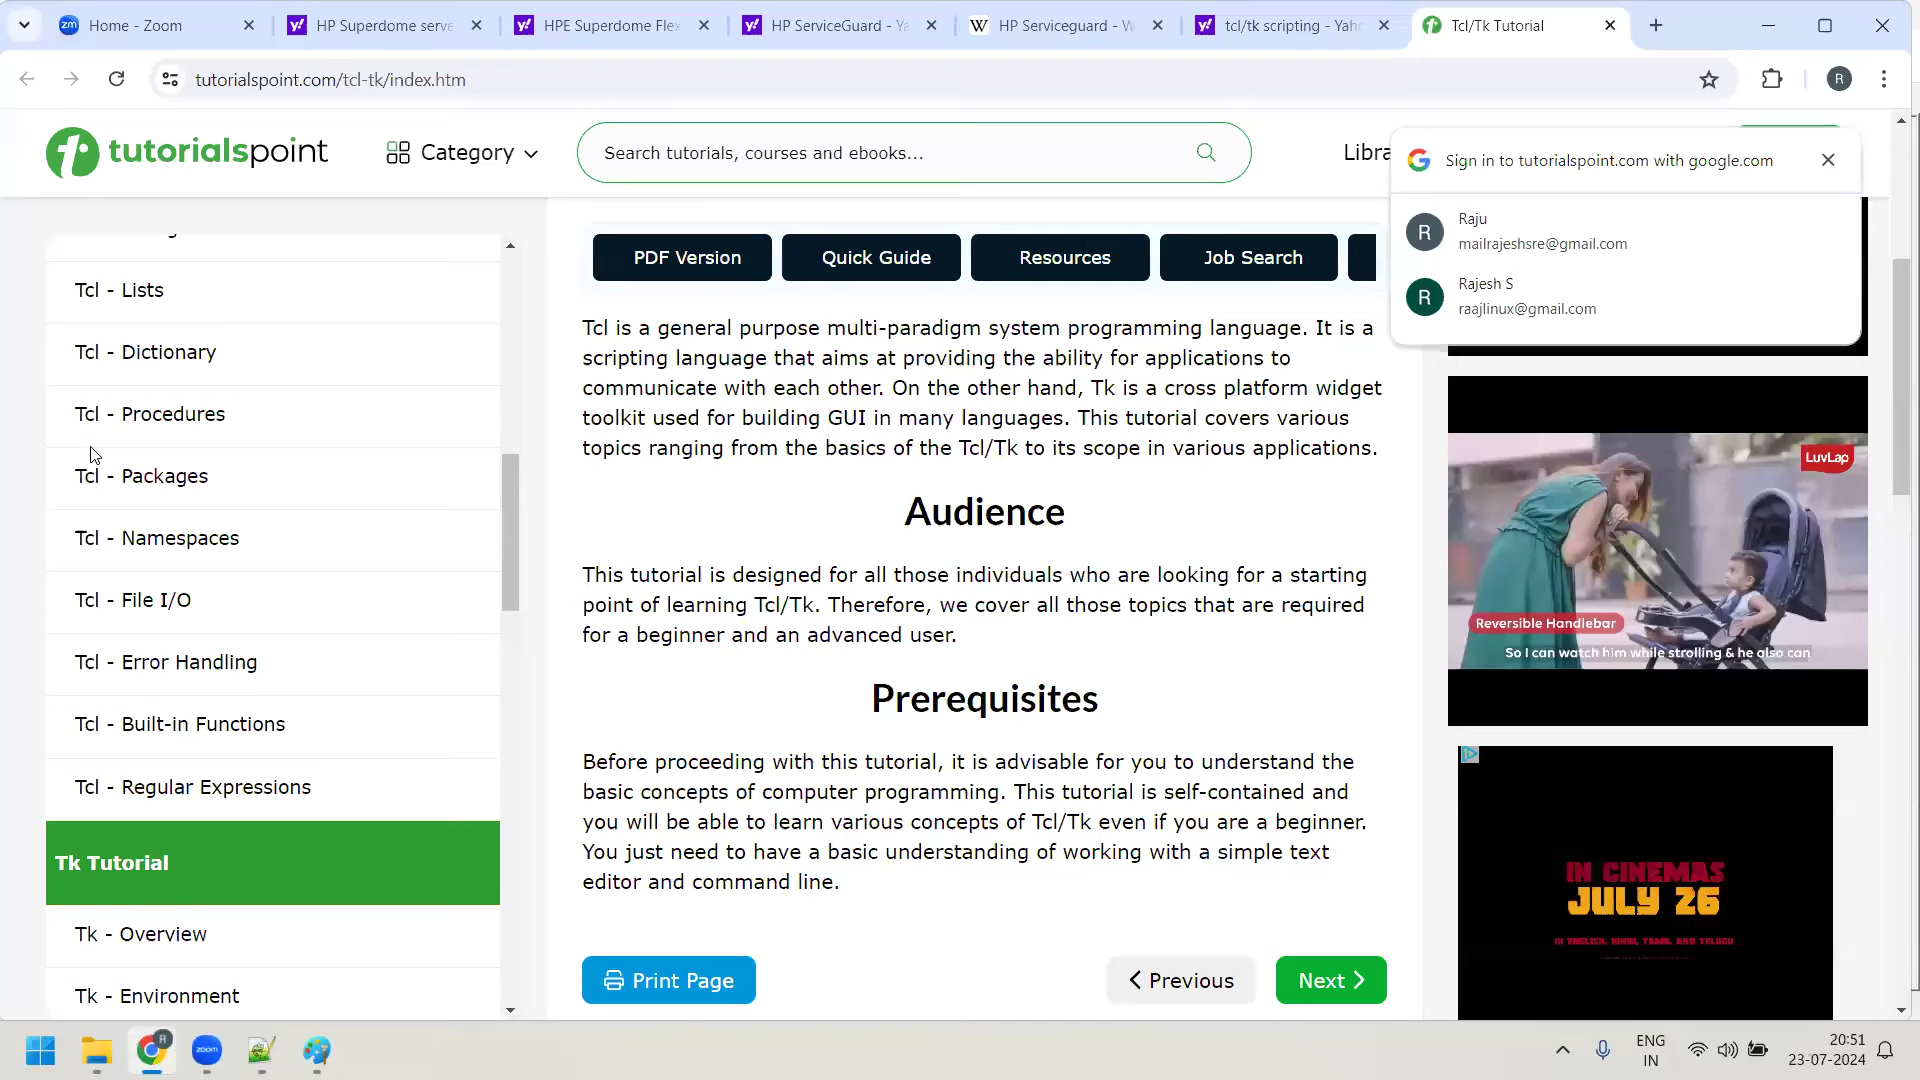 Home - Zoom
HP Superdome serve
HPE Superdome Flex
HP ServiceGuard - Ya
HP Serviceguard - W
tcl/tk scripting - Yaho
Tcl/Tk Tutorial
tutorialspoint.com/tcl-tk/index.htm
R
tutorialspoint
Category
Search tutorials, courses and ebooks...
Libra
Sign in to tutorialspoint.com with google.com
R
Raju
mailrajeshsre@gmail.com
R
Rajesh S
raajlinux@gmail.com
Tcl - Lists
Tcl - Dictionary
Tcl - Procedures
Tcl - Packages
Tcl - Namespaces
Tcl - File I/O
Tcl - Error Handling
Tcl - Built-in Functions
Tcl - Regular Expressions
Tk Tutorial
Tk - Overview
Tk - Environment
PDF Version
Quick Guide
Resources
Job Search
Tcl is a general purpose multi-paradigm system programming language. It is a
scripting language that aims at providing the ability for applications to
communicate with each other. On the other hand, Tk is a cross platform widget
toolkit used for building GUI in many languages. This tutorial covers various
topics ranging from the basics of the Tcl/Tk to its scope in various applications.
Audience
This tutorial is designed for all those individuals who are looking for a starting
point of learning Tcl/Tk. Therefore, we cover all those topics that are required
for a beginner and an advanced user.
Prerequisites
Before proceeding with this tutorial, it is advisable for you to understand the
basic concepts of computer programming. This tutorial is self-contained and
you will be able to learn various concepts of Tcl/Tk even if you are a beginner.
You just need to have a basic understanding of working with a simple text
editor and command line.
Print Page
Previous
Next
LuvLap
Reversible Handlebar
So I can watch him while strolling & he also can
IN CINEMAS
JULY 26
IN ENGLISH, HINDI, TAMIL AND TELUGU
zoom
ENG
IN
20:51
23-07-2024